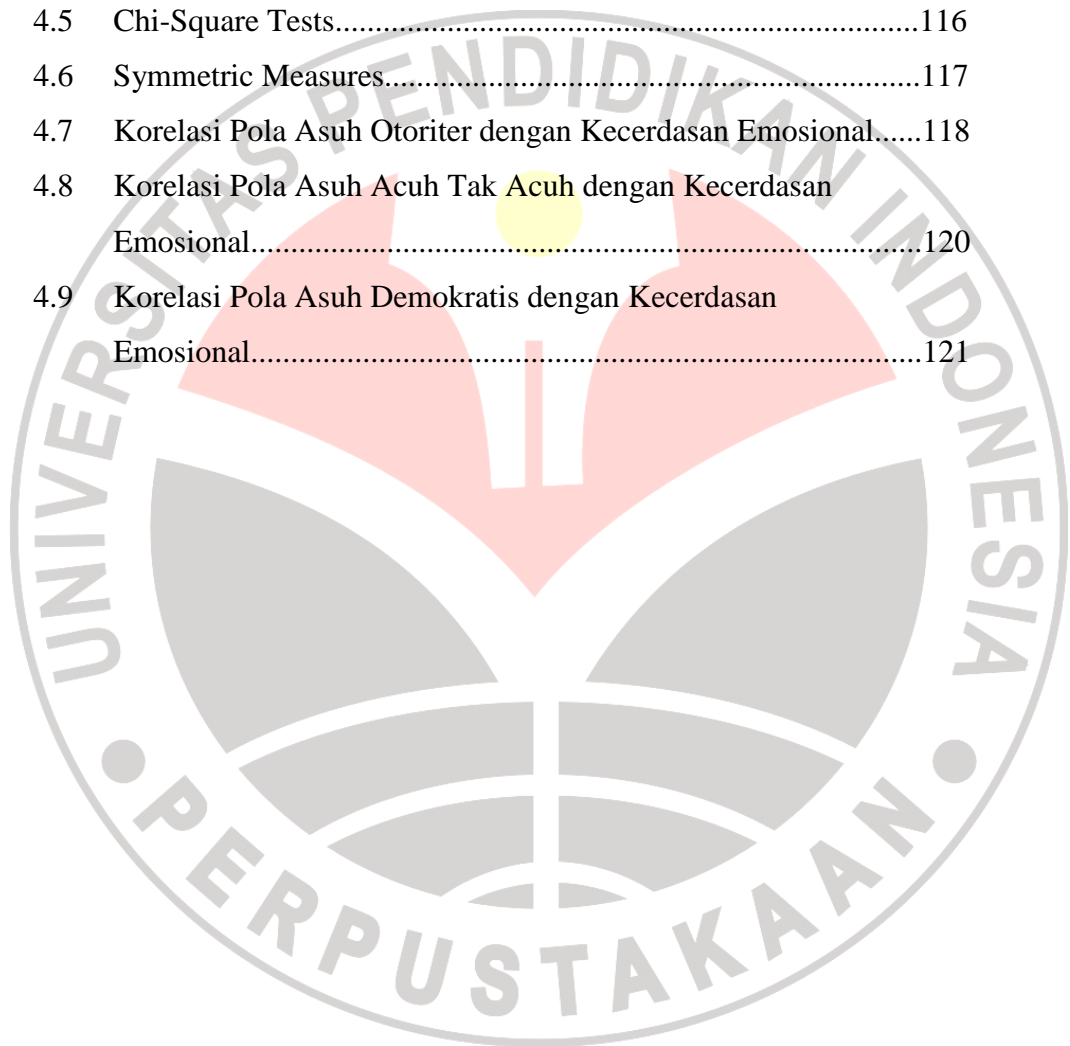 4.5 Chi-Square Tests.....................................................................116
4.6 Symmetric Measures...............................................................117
4.7 Korelasi Pola Asuh Otoriter dengan Kecerdasan Emosional......118
4.8 Korelasi Pola Asuh Acuh Tak Acuh dengan Kecerdasan
Emosional...............................................................................120
4.9 Korelasi Pola Asuh Demokratis dengan Kecerdasan
Emosional...............................................................................121
UNIVERSITAS PENDIDIKAN INDONESIA
PERPUSTAKAAN